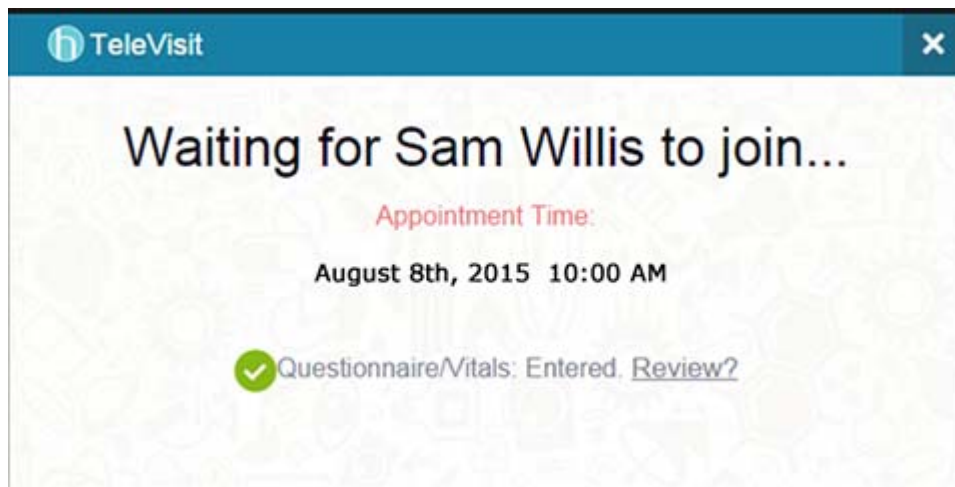 TeleVisit
Waiting for Sam Willis to join...
Appointment Time:
August 8th, 2015 10:00 AM
Questionnaire/Vitals: Entered. Review?